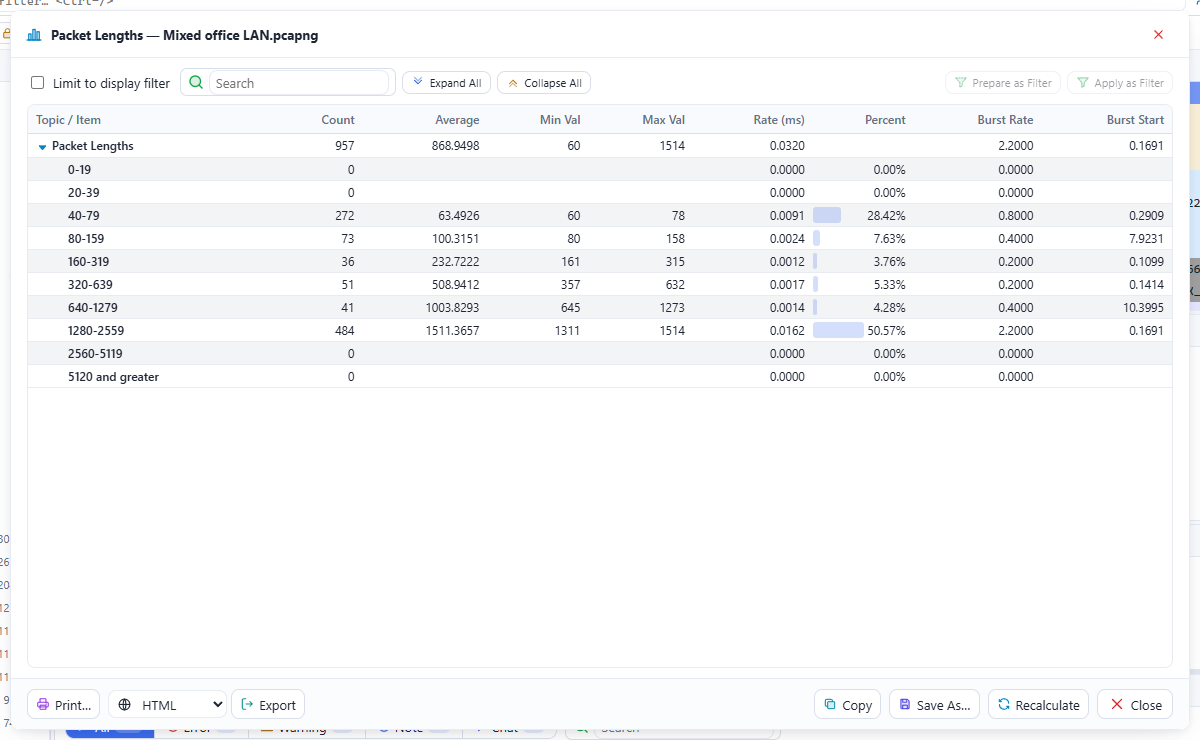 Filter… <Ctrl-/>
Packet Lengths — Mixed office LAN.pcapng
Limit to display filter Search Expand All Collapse All Prepare as Filter Apply as Filter
Topic / Item Count Average Min Val Max Val Rate (ms) Percent Burst Rate Burst Start
Packet Lengths 957 868.9498 60 1514 0.0320 2.2000 0.1691
0-19 0 0.0000 0.00% 0.0000
20-39 0 0.0000 0.00% 0.0000
40-79 272 63.4926 60 78 0.0091 28.42% 0.8000 0.2909
80-159 73 100.3151 80 158 0.0024 7.63% 0.4000 7.9231
160-319 36 232.7222 161 315 0.0012 3.76% 0.2000 0.1099
320-639 51 508.9412 357 632 0.0017 5.33% 0.2000 0.1414
640-1279 41 1003.8293 645 1273 0.0014 4.28% 0.4000 10.3995
1280-2559 484 1511.3657 1311 1514 0.0162 50.57% 2.2000 0.1691
2560-5119 0 0.0000 0.00% 0.0000
5120 and greater 0 0.0000 0.00% 0.0000
Print... HTML Export Copy Save As... Recalculate Close
All Error Warning Note Chat Search